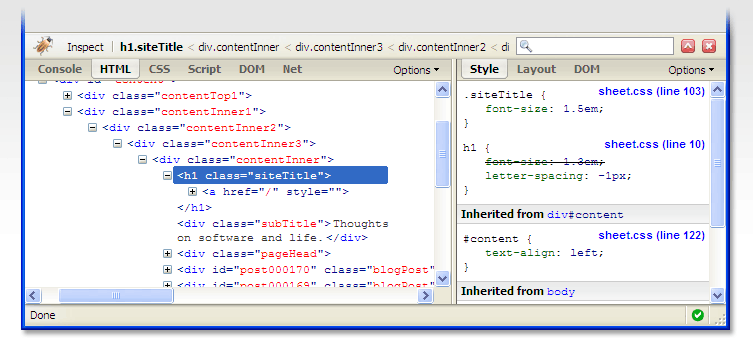 Inspect h1.siteTitle < div.contentInner < div.contentInner3 < div.contentInner2 < di
Console HTML CSS Script DOM Net Options
<div id="content">
<div class="contentTop1">
<div class="contentInner1">
<div class="contentInner2">
<div class="contentInner3">
<div class="contentInner">
<h1 class="siteTitle">
<a href="/" style="">
</h1>
<div class="subTitle">Thoughts
on software and life.</div>
<div class="pageHead">
<div id="post000170" class="blogPost"
<div id="post000169" class="blogPost"
Style Layout DOM Options
.siteTitle { sheet.css (line 103)
font-size: 1.5em;
}
h1 { sheet.css (line 10)
font-size: 1.3em;
letter-spacing: -1px;
}
Inherited from div#content
#content { sheet.css (line 122)
text-align: left;
}
Inherited from body
Done